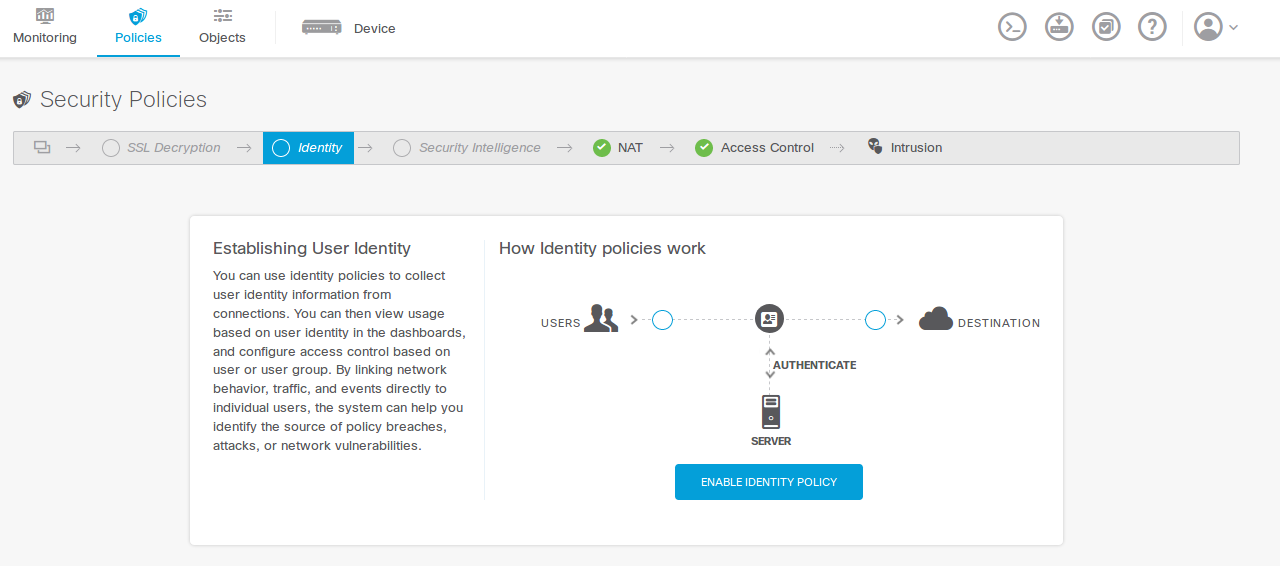 Monitoring
Policies
Objects
Device
Security Policies
SSL Decryption
Identity
Security Intelligence
NAT
Access Control
Intrusion
Establishing User Identity
You can use identity policies to collect
user identity information from
connections. You can then view usage
based on user identity in the dashboards,
and configure access control based on
user or user group. By linking network
behavior, traffic, and events directly to
individual users, the system can help you
identify the source of policy breaches,
attacks, or network vulnerabilities.
How Identity policies work
USERS
DESTINATION
AUTHENTICATE
SERVER
ENABLE IDENTITY POLICY